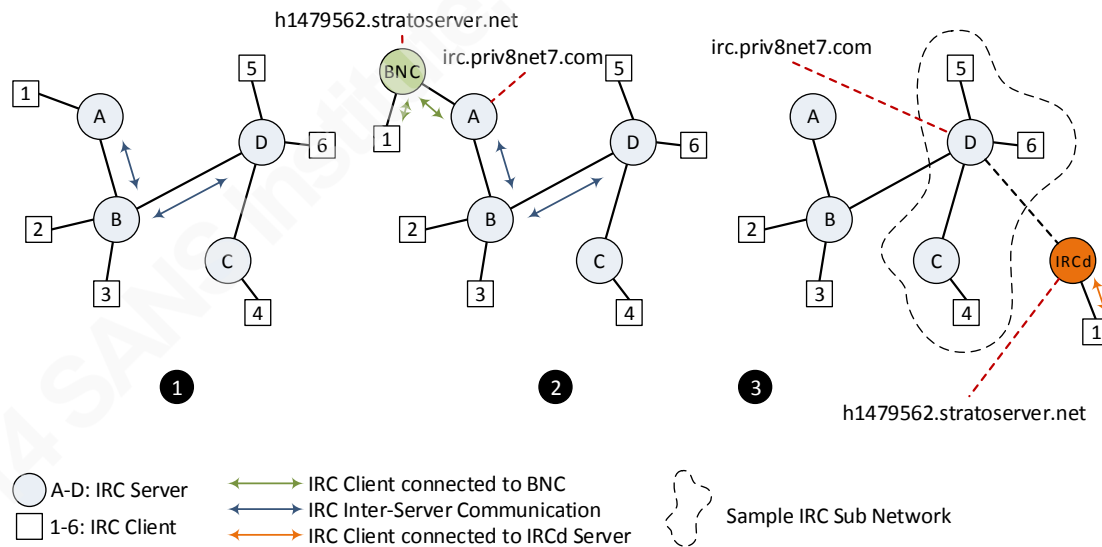 h1479562.stratoserver.net
irc.priv8net7.com
irc.priv8net7.com
1
A
B
2
3
5
D
6
C
4
BNC
1
A
B
2
3
5
D
6
C
4
A
B
2
3
5
D
6
C
4
IRCd
1
h1479562.stratoserver.net
1
2
3
A-D: IRC Server
1-6: IRC Client
IRC Client connected to BNC
IRC Inter-Server Communication
IRC Client connected to IRCd Server
Sample IRC Sub Network
14 SANS Institute,